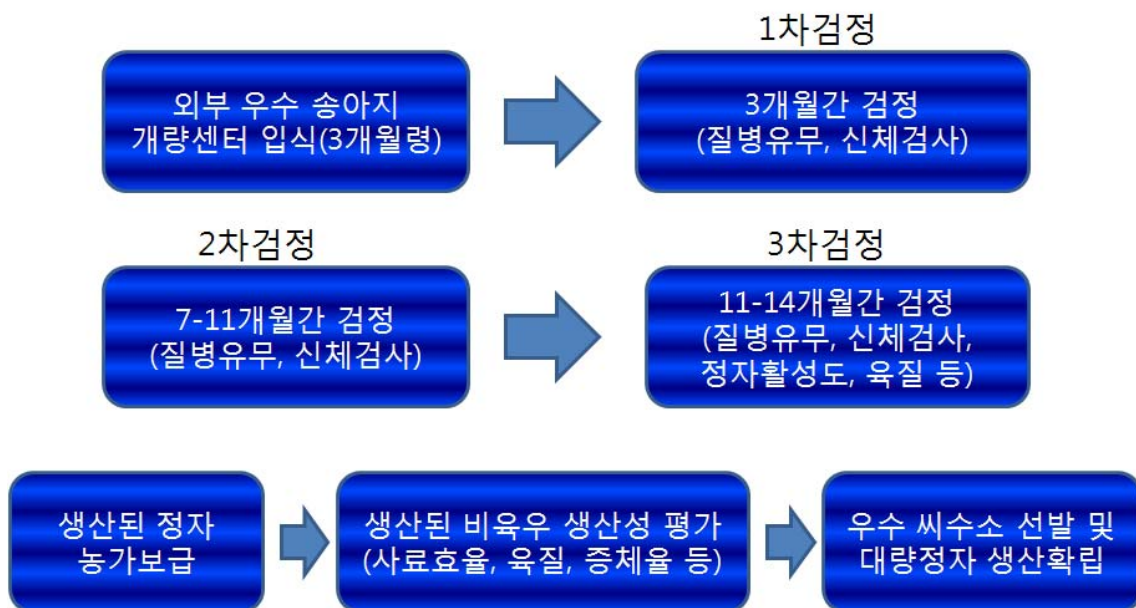 외부 우수 송아지
개량센터 입식(3개월령)
1차검정
3개월간 검정
(질병유무, 신체검사)
2차검정
7-11개월간 검정
(질병유무, 신체검사)
3차검정
11-14개월간 검정
(질병유무, 신체검사,
정자활성도, 육질 등)
생산된 정자
농가보급
생산된 비육우 생산성 평가
(사료효율, 육질, 증체율 등)
우수 씨수소 선발 및
대량정자 생산확립